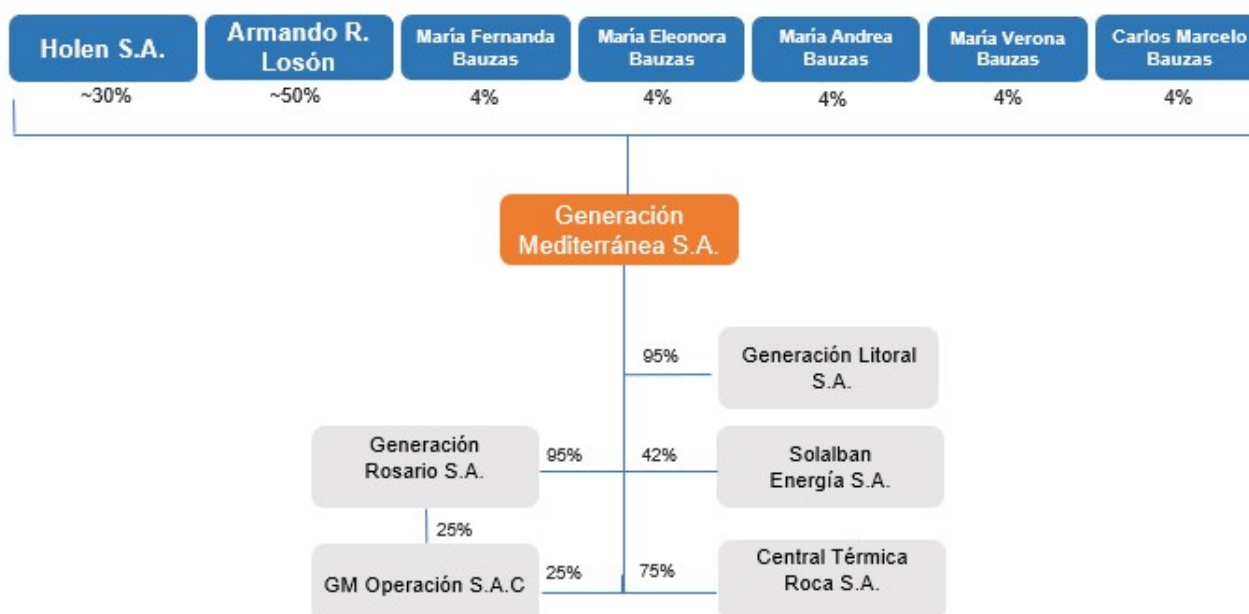 Holen S.A.
Armando R.
Losón
María Fernanda
Bauzas
María Eleonora
Bauzas
María Andrea
Bauzas
María Verona
Bauzas
Carlos Marcelo
Bauzas
~30%
~50%
4%
4%
4%
4%
4%
Generación
Mediterránea S.A.
95%
Generación Litoral
S.A.
Generación
Rosario S.A.
95%
42%
Solalban
Energía S.A.
25%
GM Operación S.A.C
25%
75%
Central Térmica
Roca S.A.